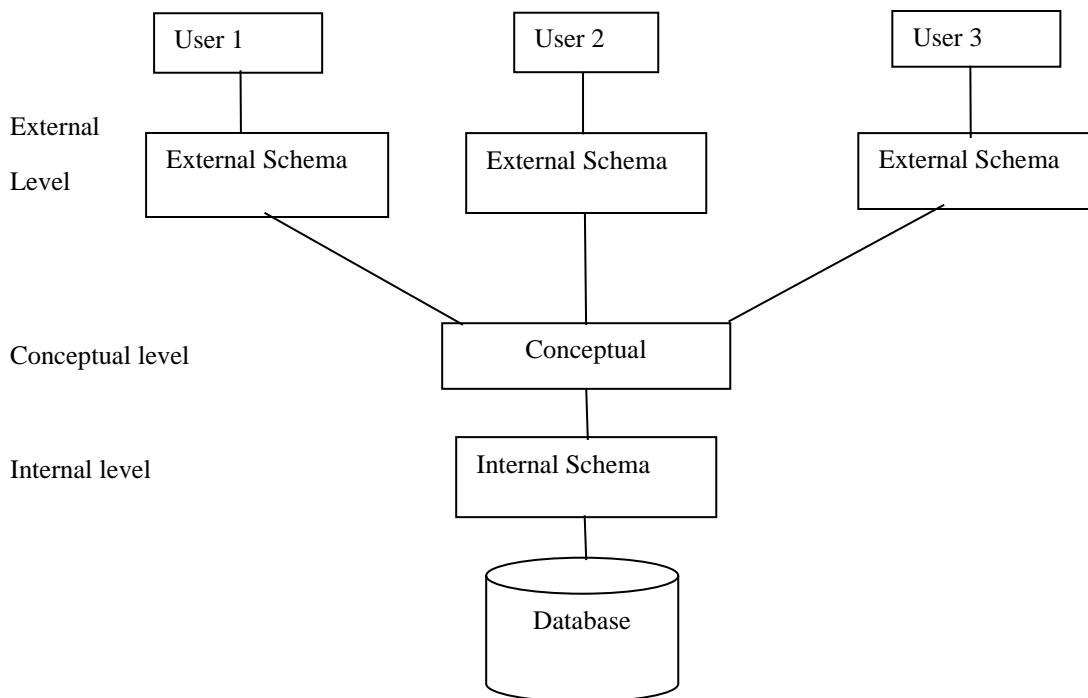 User 1
User 2
User 3
External
Level
External Schema
External Schema
External Schema
Conceptual level
Conceptual
Internal level
Internal Schema
Database